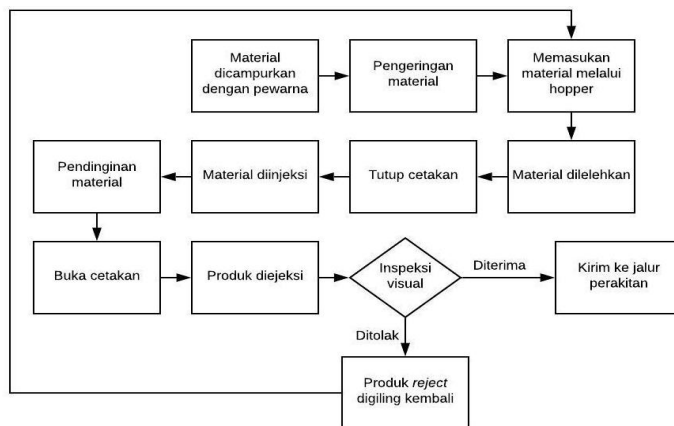 Material
dicampurkan
dengan pewarna
Pengeringan
material
Memasukan
material melalui
hopper
Pendinginan
material
Material diinjeksi
Tutup cetakan
Material dilelehkan
Buka cetakan
Produk diejeksi
Inspeksi
visual
Diterima
Kirim ke jalur
perakitan
Ditolak
Produk reject
digiling kembali